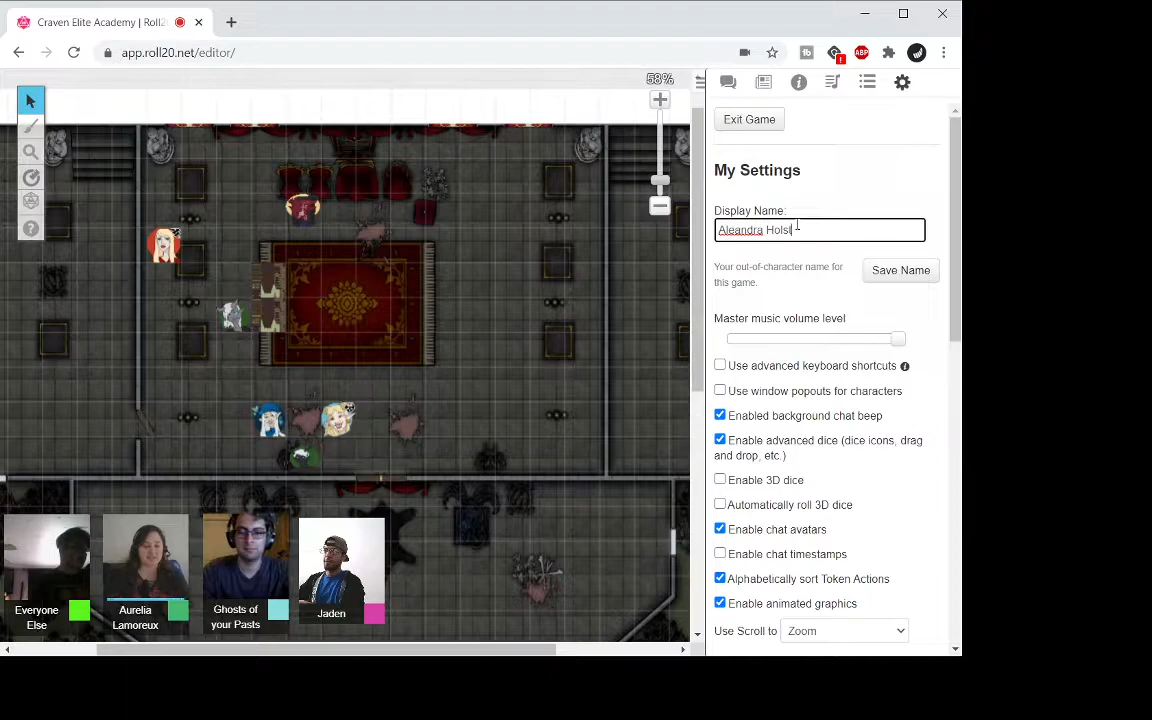 Craven Elite Academy | Roll2
app.roll20.net/editor/
ABP
58%
Exit Game
My Settings
Display Name:
Aleandra Holst
Your out-of-character name for
this game.
Save Name
Master music volume level
Use advanced keyboard shortcuts
Use window popouts for characters
Enabled background chat beep
Enable advanced dice (dice icons, drag
and drop, etc.)
Enable 3D dice
Automatically roll 3D dice
Enable chat avatars
Enable chat timestamps
Alphabetically sort Token Actions
Enable animated graphics
Use Scroll to
Zoom
Everyone
Else
Aurelia
Lamoreux
Ghosts of
your Pasts
Jaden